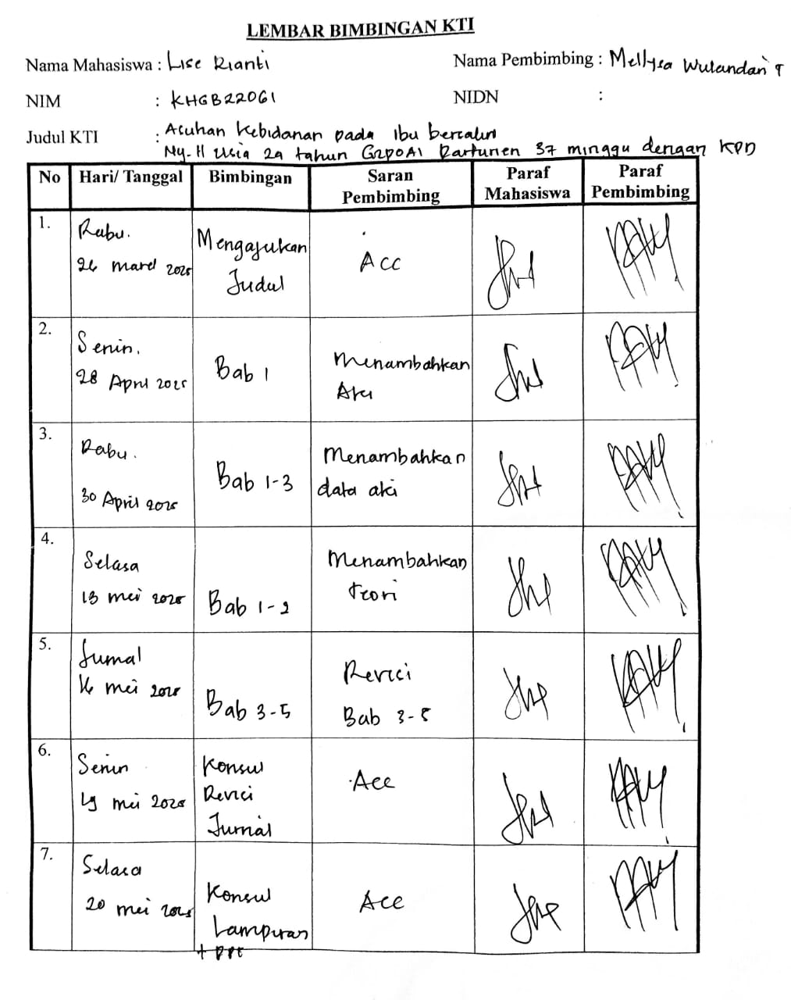 LEMBAR BIMBINGAN KTI
Nama Mahasiswa : Lise Rianti
Nama Pembimbing : Mellysa Wulandari T
NIM : KHGB22061
NIDN :
Judul KTI : Asuhan Kebidanan pada Ibu bersalin
Ny. H Usia 29 tahun G2P0A1 Partunen 37 minggu dengan KPD
No Hari/ Tanggal Bimbingan Saran Pembimbing Paraf Mahasiswa Paraf Pembimbing
1. Rabu. 26 maret 2025 Mengajukan Judul Acc
2. Senin. 28 April 2025 Bab 1 Menambahkan Aki
3. Rabu. 30 April 2025 Bab 1-3 Menambahkan data aki
4. Selasa 13 mei 2025 Bab 1-2 Menambahkan teori
5. Jumat 16 mei 2025 Bab 3-5 Revisi Bab 3-5
6. Senin 19 mei 2025 Konsul Revisi Jurnal Acc
7. Selasa 20 mei 2025 Konsul Lampiran + PPT Acc